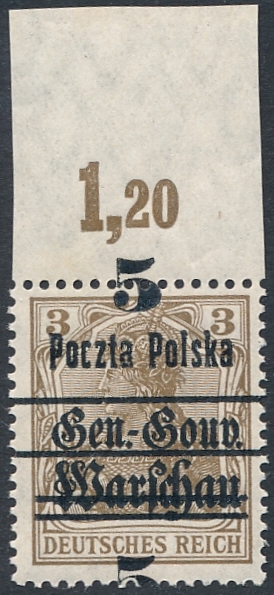 1,20
5
3 3
Poczta Polska
Gen.-Gouv.
Warschau
DEUTSCHES REICH
5